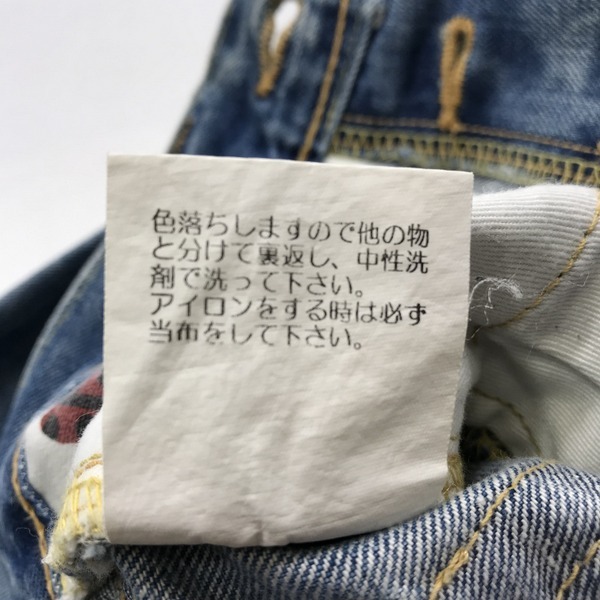 色落ちしますので他の物
と分けて裏返し、中性洗
剤で洗って下さい。
アイロンをする時は必ず
当布をして下さい。